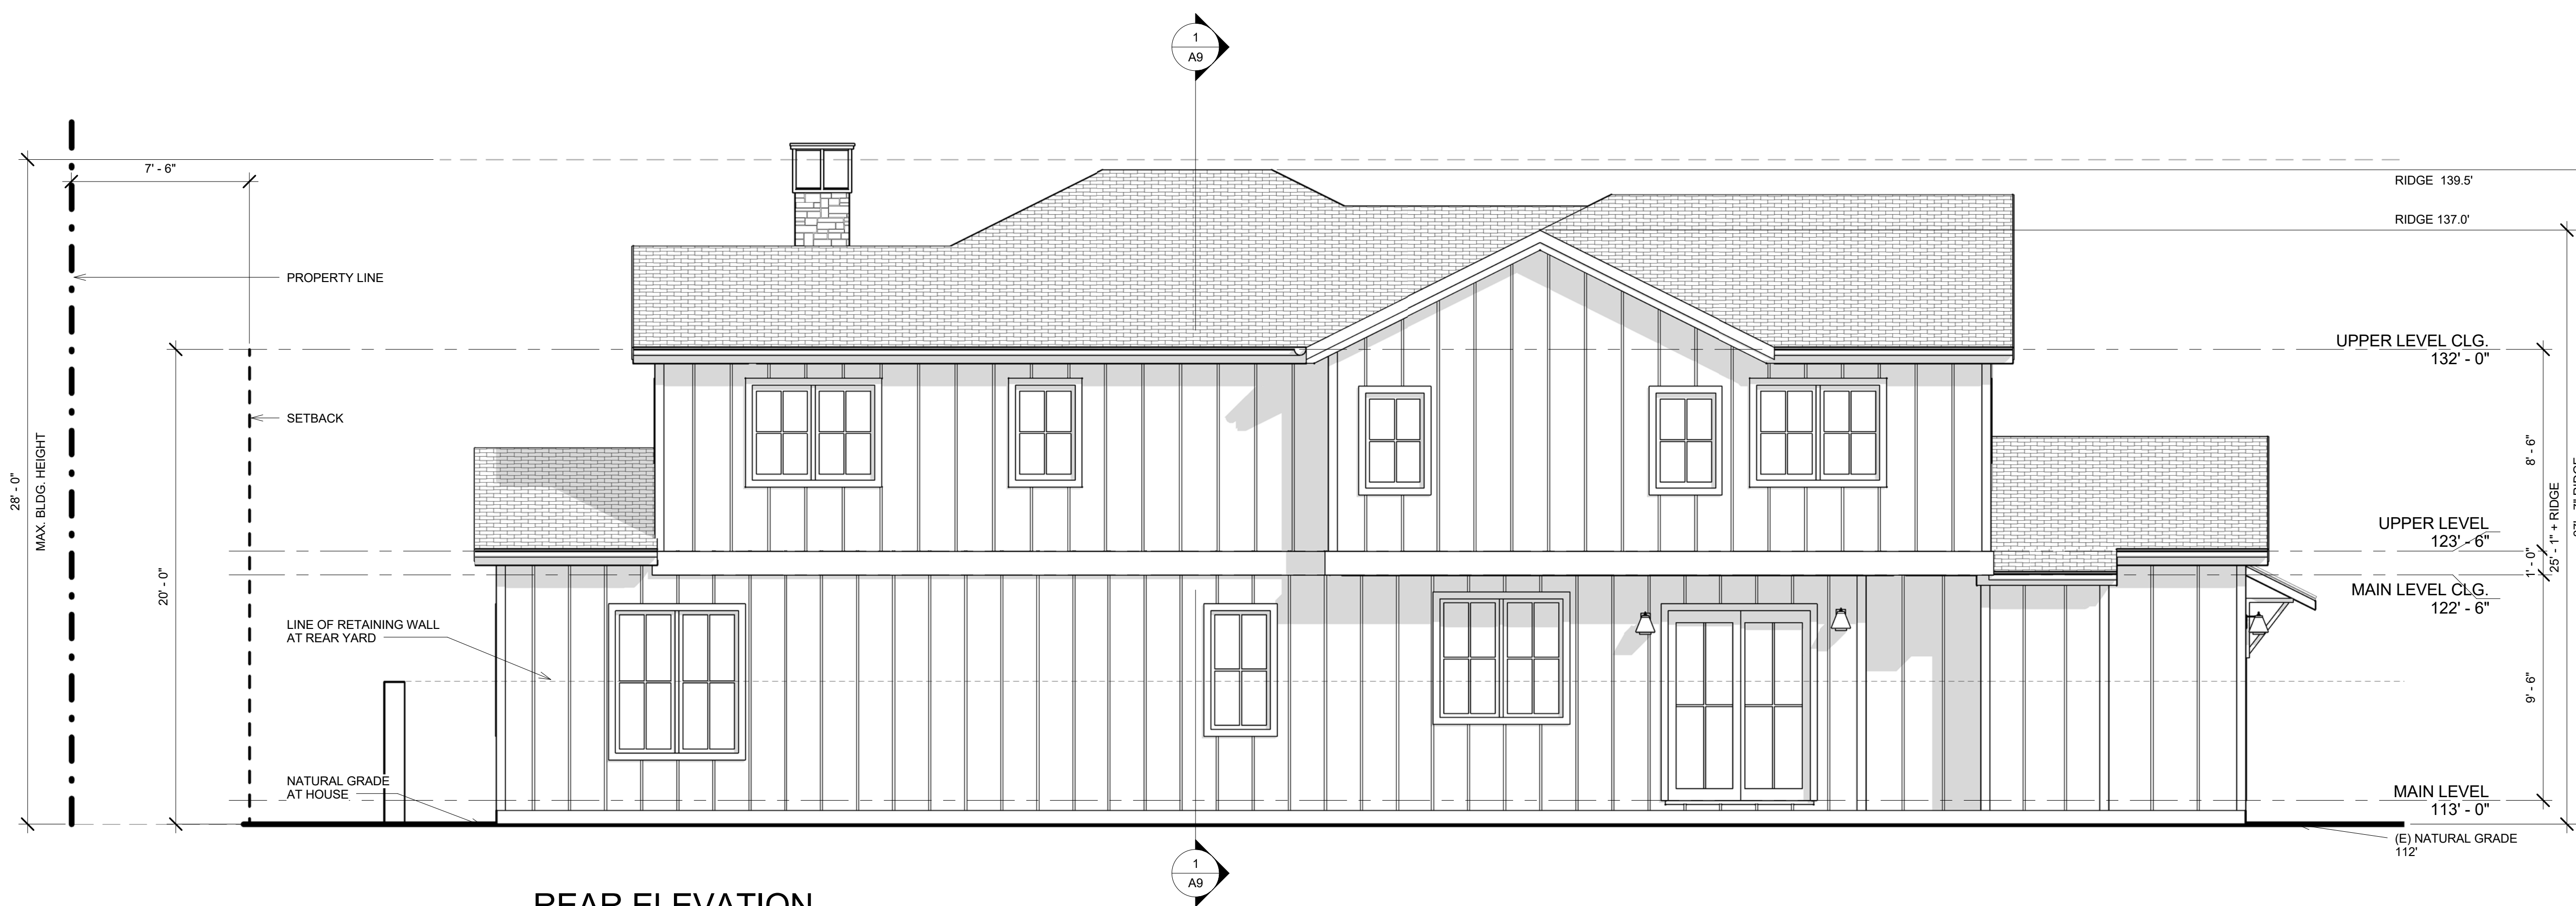 1
A9
7' - 6"
RIDGE 139.5'
RIDGE 137.0'
PROPERTY LINE
UPPER LEVEL CLG.
132' - 0"
SETBACK
28' - 0"
MAX. BLDG. HEIGHT
8' - 6"
25' - 1" + RIDGE
UPPER LEVEL
123' - 6"
1' - 0"
20' - 0"
MAIN LEVEL CLG.
122' - 6"
LINE OF RETAINING WALL
AT REAR YARD
9' - 6"
NATURAL GRADE
AT HOUSE
MAIN LEVEL
113' - 0"
(E) NATURAL GRADE
112'
1
A9
REAR ELEVATION